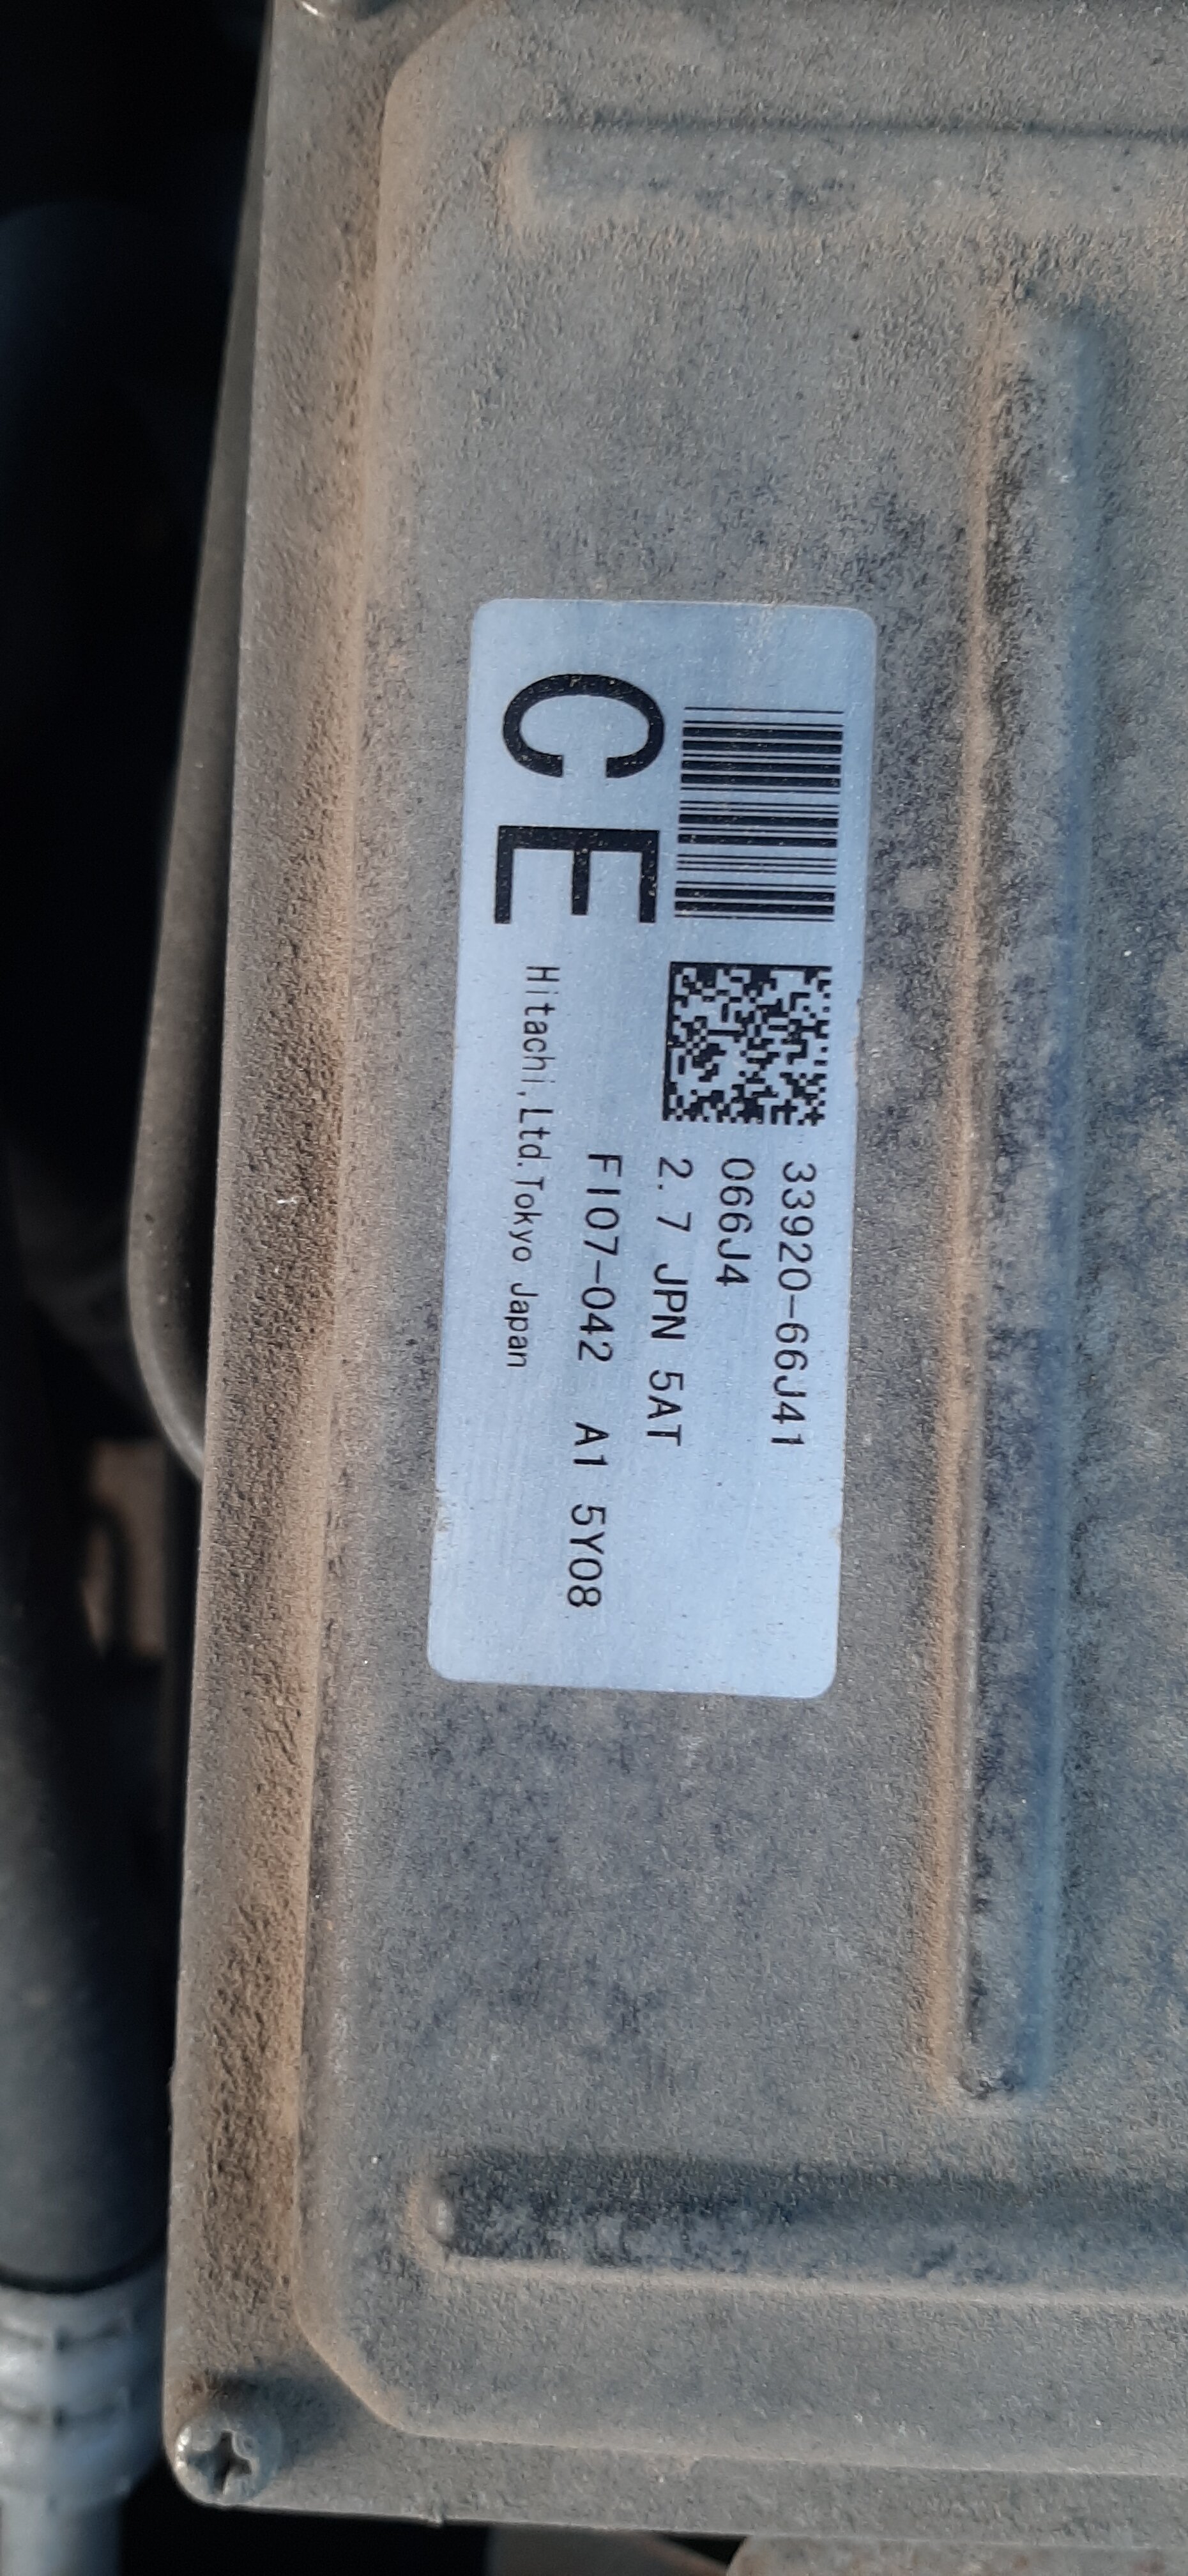 33920-66J41
066J4
2.7 JPN 5AT
CE
FI07-042 A1 5Y08
Hitachi,Ltd.Tokyo Japan